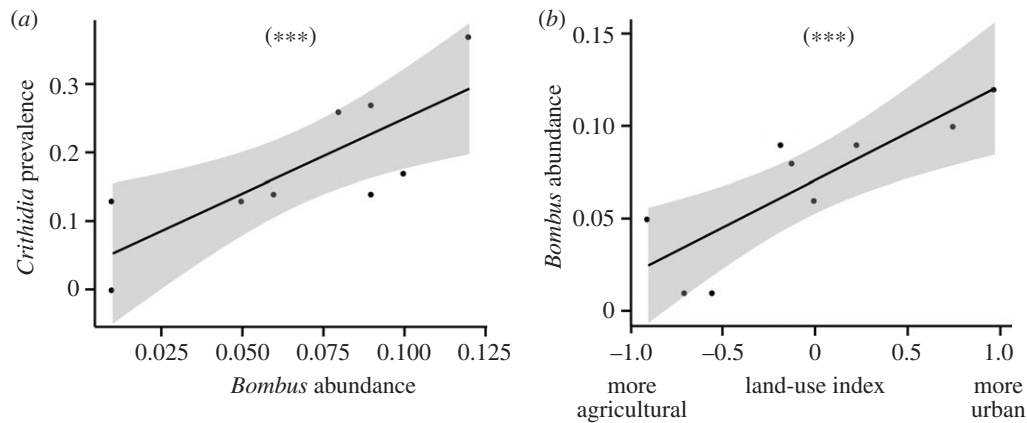 (a)
(***)
Crithidia prevalence
0.3
0.2
0.1
0
0.025 0.050 0.075 0.100 0.125
Bombus abundance
(b)
(***)
Bombus abundance
0.15
0.10
0.05
0
–1.0 –0.5 0 0.5 1.0
more agricultural
land-use index
more urban